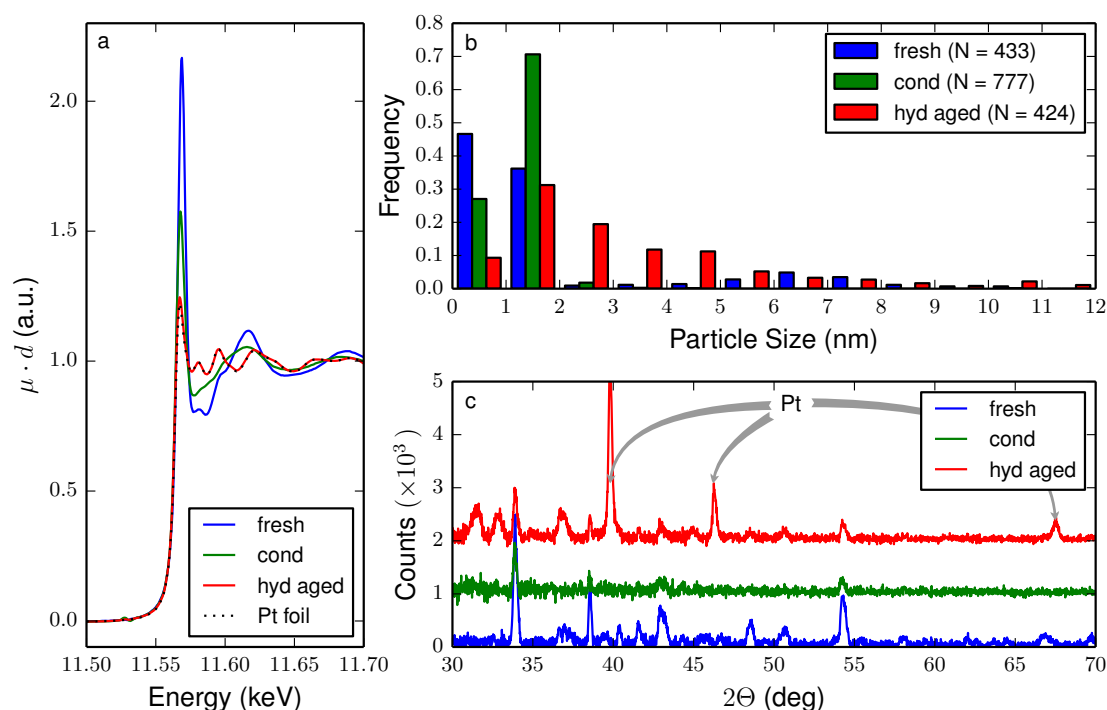 a
2.0
1.5
1.0
0.5
0.0
μ · d (a.u.)
11.50 11.55 11.60 11.65 11.70
Energy (keV)
fresh
cond
hyd aged
Pt foil
b
0.8
0.7
0.6
0.5
0.4
0.3
0.2
0.1
0.0
Frequency
0 1 2 3 4 5 6 7 8 9 10 11 12
Particle Size (nm)
fresh (N = 433)
cond (N = 777)
hyd aged (N = 424)
c
5
4
3
2
1
0
Counts (×10³)
30 35 40 45 50 55 60 65 70
2Θ (deg)
Pt
fresh
cond
hyd aged